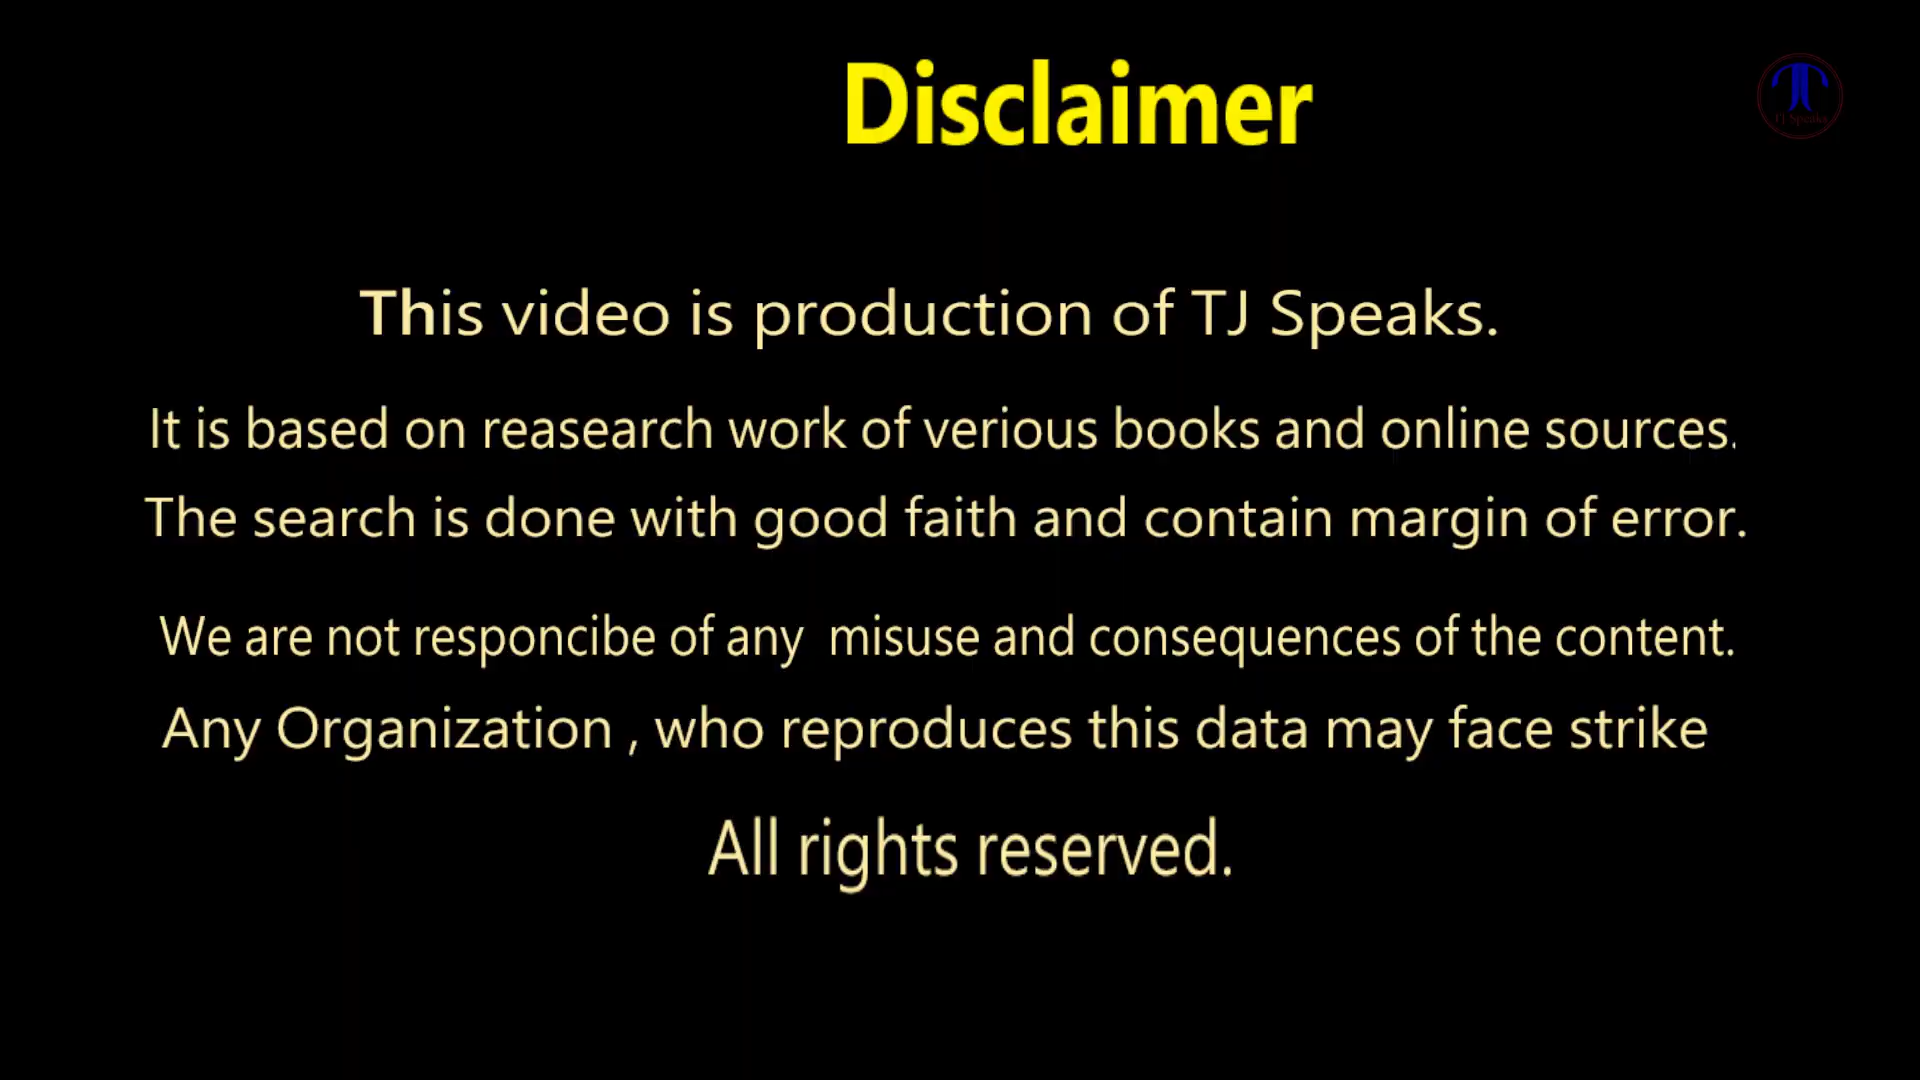 Disclaimer
TJ Speaks
This video is production of TJ Speaks.
It is based on reasearch work of verious books and online sources.
The search is done with good faith and contain margin of error.
We are not responcibe of any  misuse and consequences of the content.
Any Organization , who reproduces this data may face strike
All rights reserved.